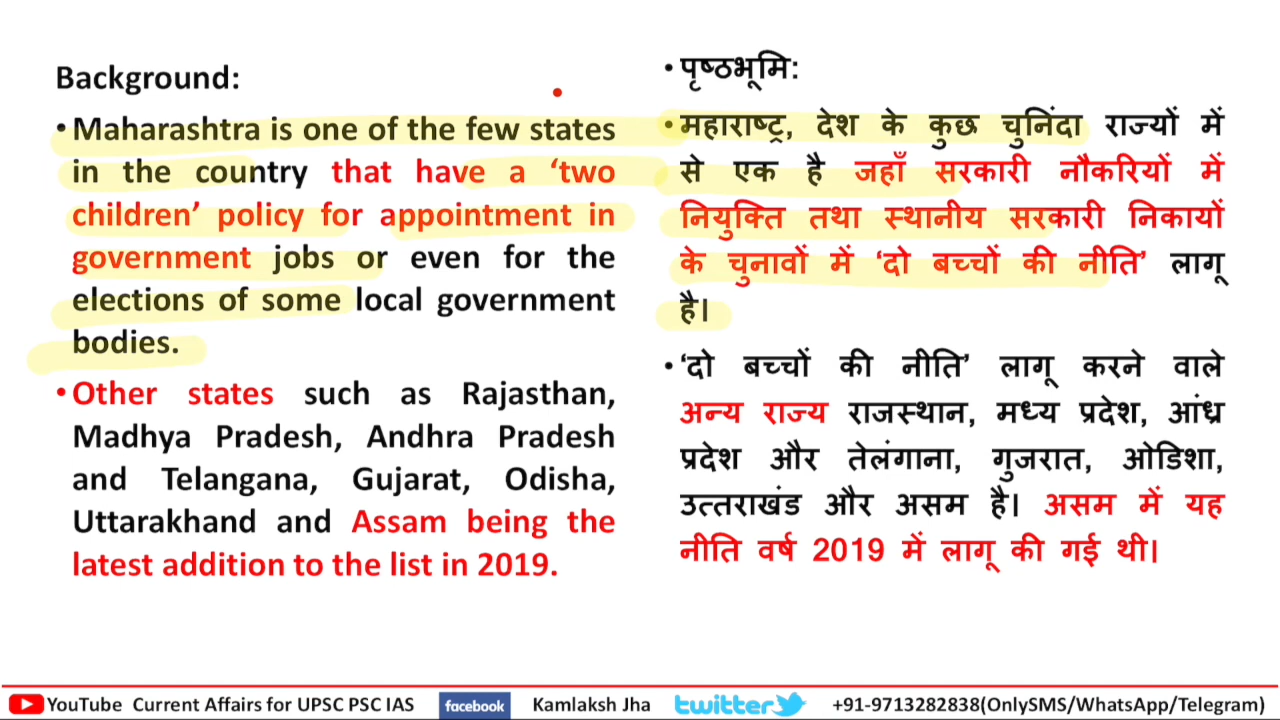 Background:
• Maharashtra is one of the few states
in the country that have a ‘two
children’ policy for appointment in
government jobs or even for the
elections of some local government
bodies.
• Other states such as Rajasthan,
Madhya Pradesh, Andhra Pradesh
and Telangana, Gujarat, Odisha,
Uttarakhand and Assam being the
latest addition to the list in 2019.
• पृष्ठभूमि:
• महाराष्ट्र, देश के कुछ चुनिंदा राज्यों में
से एक है जहाँ सरकारी नौकरियों में
नियुक्ति तथा स्थानीय सरकारी निकायों
के चुनावों में ‘दो बच्चों की नीति’ लागू
है।
• ‘दो बच्चों की नीति’ लागू करने वाले
अन्य राज्य राजस्थान, मध्य प्रदेश, आंध्र
प्रदेश और तेलंगाना, गुजरात, ओडिशा,
उत्तराखंड और असम है। असम में यह
नीति वर्ष 2019 में लागू की गई थी।
YouTube Current Affairs for UPSC PSC IAS facebook Kamlaksh Jha twitter +91-9713282838(OnlySMS/WhatsApp/Telegram)